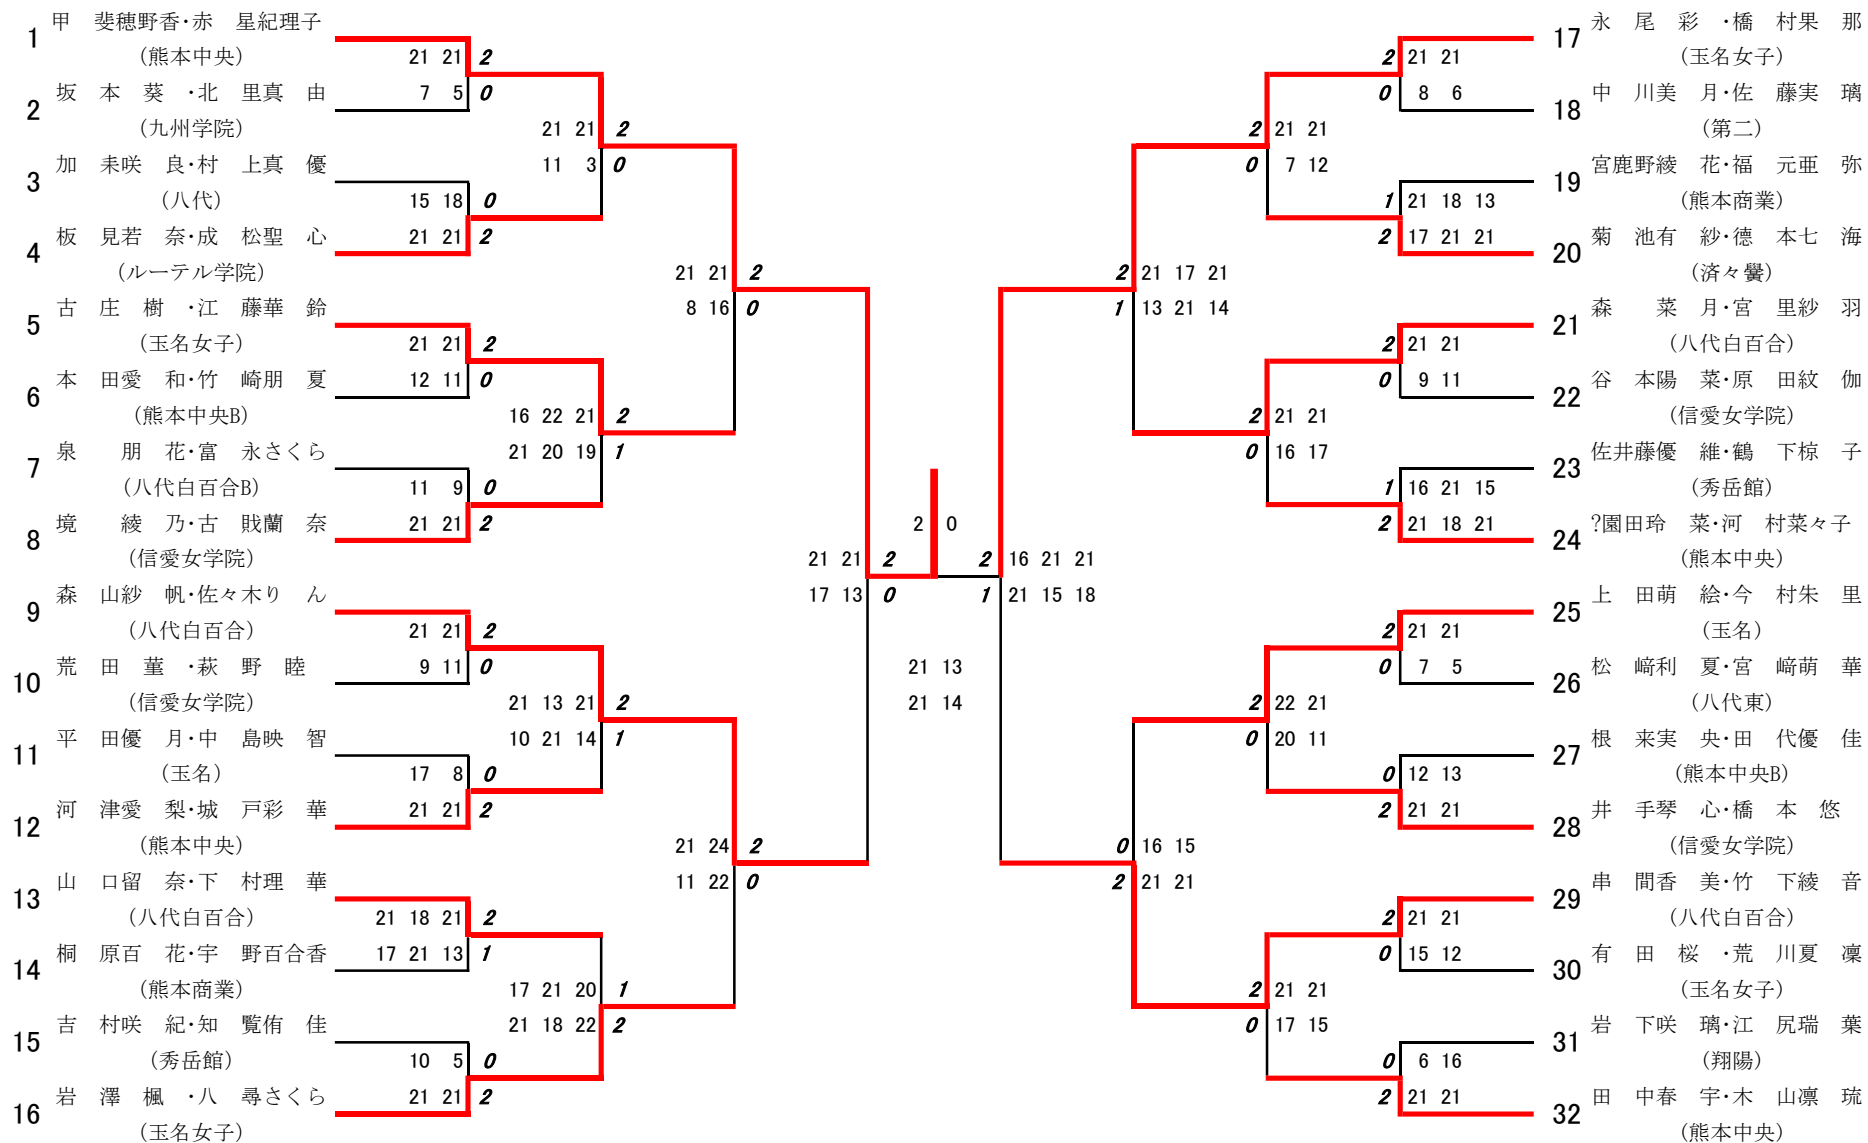 甲　斐穂野香・赤　星紀理子
1
(熊本中央)
21 21 2
坂　本　葵　・北　里真　由
7 5 0
2
(九州学院)
21 21 2
11 3 0
加　耒咲　良・村　上真　優
3
(八代)
15 18 0
板　見若　奈・成　松聖　心
21 21 2
4
(ルーテル学院)
21 21 2
8 16 0
古　庄　樹　・江　藤華　鈴
5
(玉名女子)
21 21 2
本　田愛　和・竹　崎朋　夏
12 11 0
6
(熊本中央B)
16 22 21 2
21 20 19 1
泉　　朋　花・富　永さくら
7
(八代白百合B)
11 9 0
境　　綾　乃・古　賎蘭　奈
21 21 2
8
(信愛女学院)
21 21 2
17 13 0
森　山紗　帆・佐々木り　ん
9
(八代白百合)
21 21 2
荒　田　菫　・萩　野　睦
9 11 0
10
(信愛女学院)
21 13 21 2
10 21 14 1
平　田優　月・中　島映　智
11
(玉名)
17 8 0
河　津愛　梨・城　戸彩　華
21 21 2
12
(熊本中央)
21 24 2
11 22 0
山　口留　奈・下　村理　華
13
(八代白百合)
21 18 21 2
桐　原百　花・宇　野百合香
17 21 13 1
14
(熊本商業)
17 21 20 1
21 18 22 2
吉　村咲　紀・知　覧侑　佳
15
(秀岳館)
10 5 0
岩　澤　楓　・八　尋さくら
21 21 2
16
(玉名女子)
2 0
21 13
21 14
永　尾　彩　・橋　村果　那
17
(玉名女子)
2 21 21
0 8 6
中　川美　月・佐　藤実　璃
18
(第二)
2 21 21
0 7 12
宮鹿野綾　花・福　元亜　弥
19
(熊本商業)
1 21 18 13
2 17 21 21
菊　池有　紗・德　本七　海
20
(済々黌)
2 21 17 21
1 13 21 14
森　　菜　月・宮　里紗　羽
21
(八代白百合)
2 21 21
0 9 11
谷　本陽　菜・原　田紋　伽
22
(信愛女学院)
2 21 21
0 16 17
佐井藤優　維・鶴　下椋　子
23
(秀岳館)
1 16 21 15
2 21 18 21
?園田玲　菜・河　村菜々子
24
(熊本中央)
2 16 21 21
1 21 15 18
上　田萌　絵・今　村朱　里
25
(玉名)
2 21 21
0 7 5
松　﨑利　夏・宮　﨑萌　華
26
(八代東)
2 22 21
0 20 11
根　来実　央・田　代優　佳
27
(熊本中央B)
0 12 13
2 21 21
井　手琴　心・橋　本　悠
28
(信愛女学院)
0 16 15
2 21 21
串　間香　美・竹　下綾　音
29
(八代白百合)
2 21 21
0 15 12
有　田　桜　・荒　川夏　凜
30
(玉名女子)
2 21 21
0 17 15
岩　下咲　璃・江　尻瑞　葉
31
(翔陽)
0 6 16
2 21 21
田　中春　宇・木　山凛　琉
32
(熊本中央)